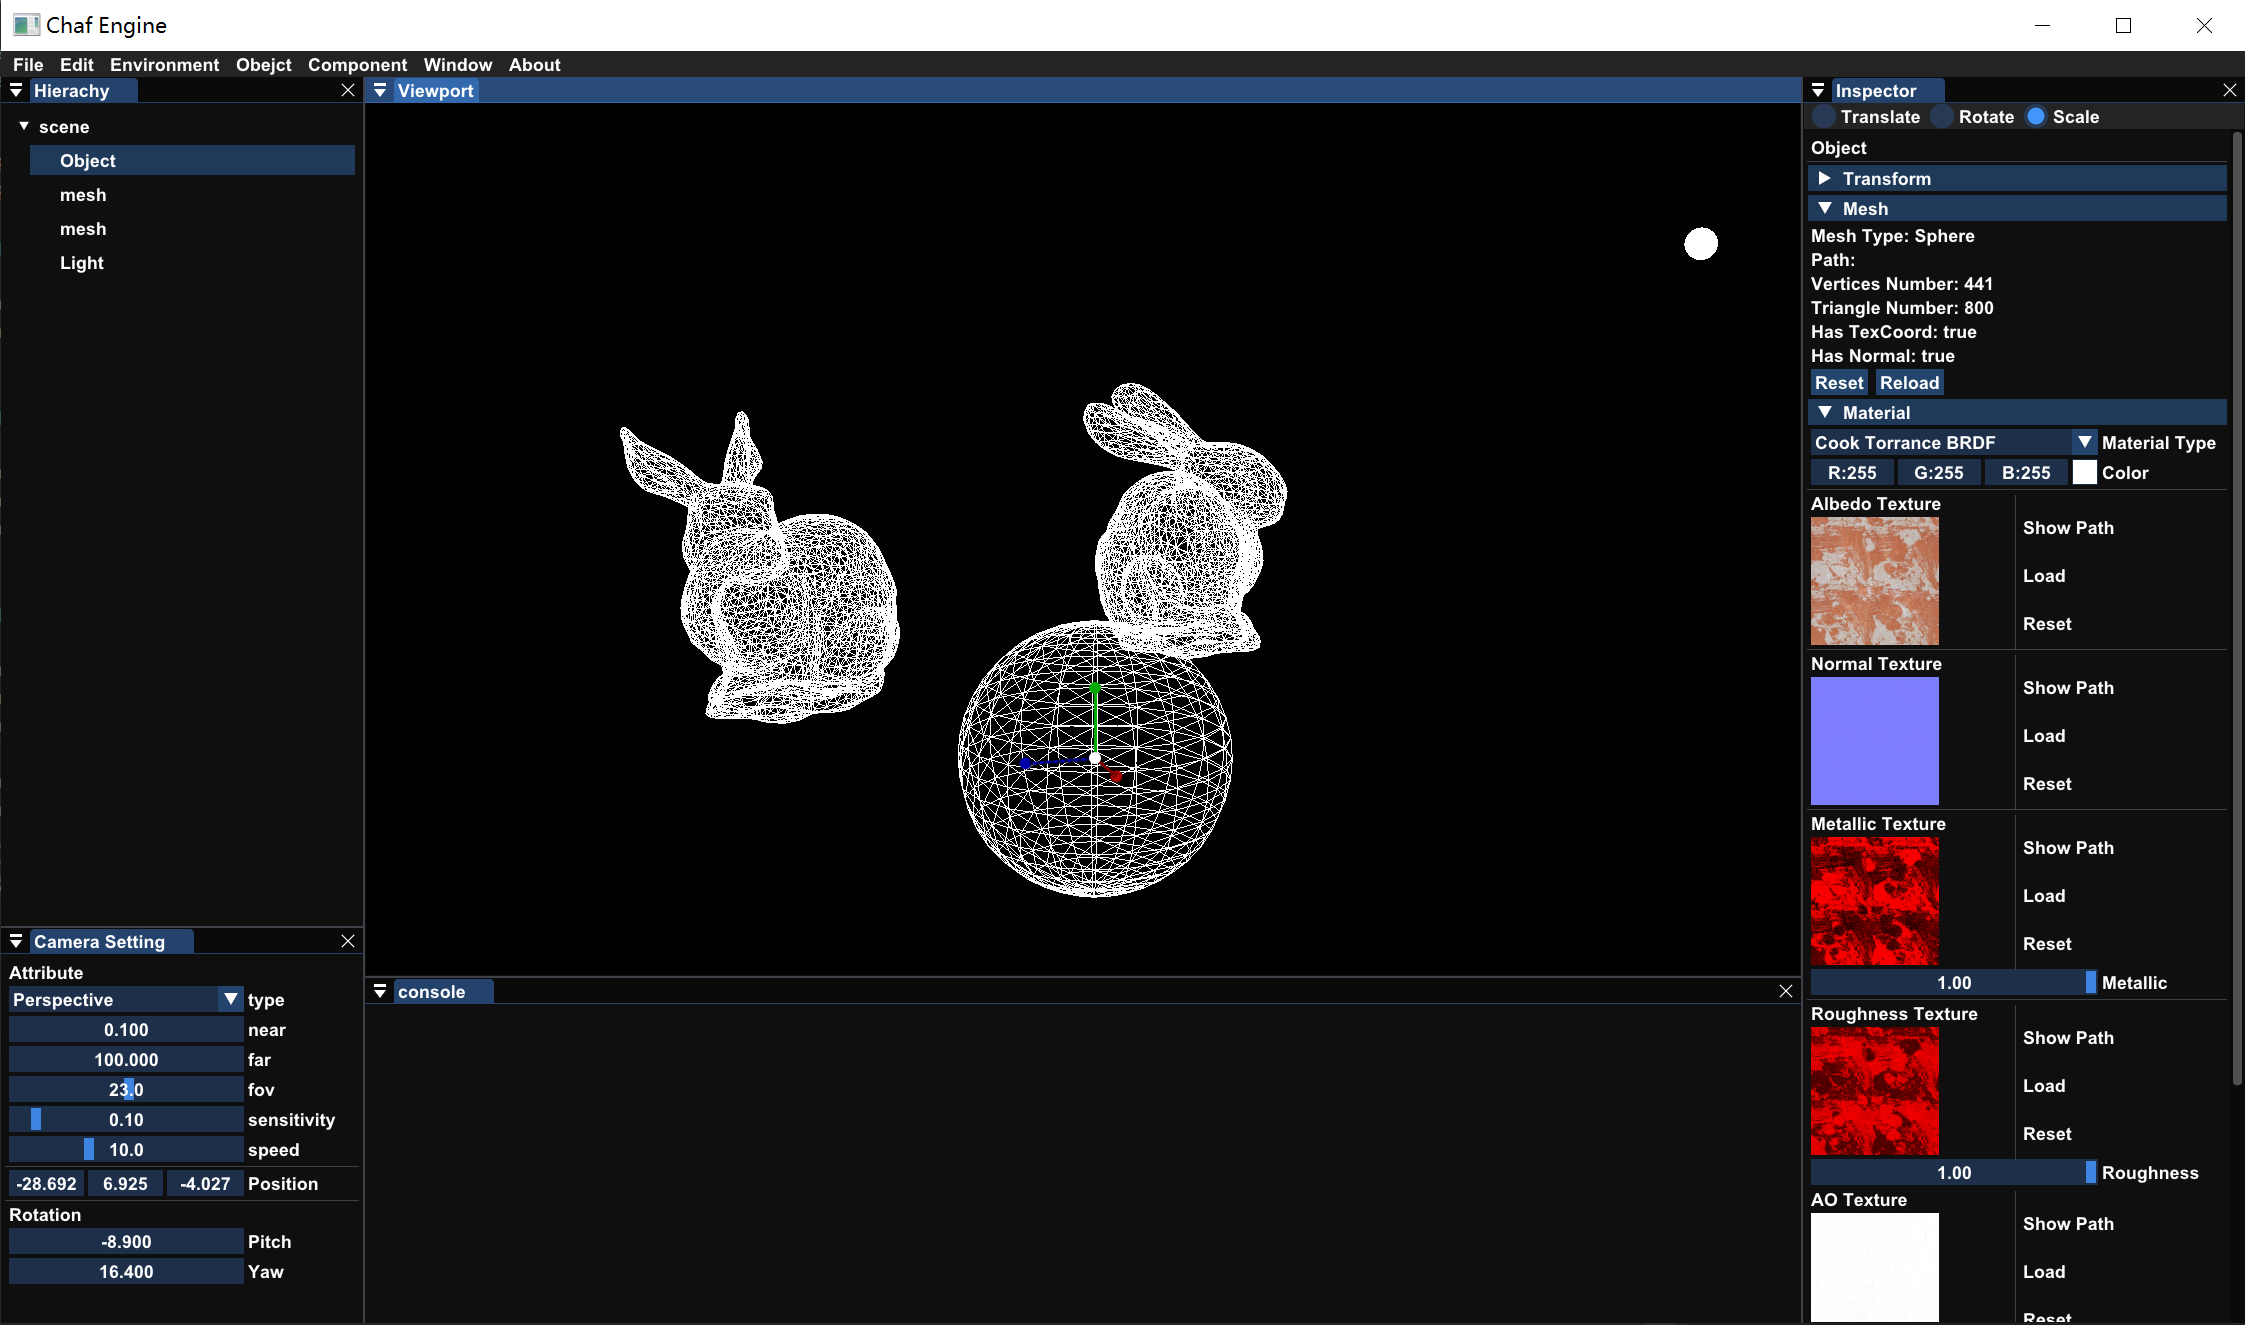 Chaf Engine
File Edit Environment Obejct Component Window About
Hierachy
scene
Object
mesh
mesh
Light
Camera Setting
Attribute
Perspective type
0.100 near
100.000 far
23.0 fov
0.10 sensitivity
10.0 speed
-28.692 6.925 -4.027 Position
Rotation
-8.900 Pitch
16.400 Yaw
Viewport
console
Inspector
Translate Rotate Scale
Object
Transform
Mesh
Mesh Type: Sphere
Path:
Vertices Number: 441
Triangle Number: 800
Has TexCoord: true
Has Normal: true
Reset Reload
Material
Cook Torrance BRDF Material Type
R:255 G:255 B:255 Color
Albedo Texture
Show Path
Load
Reset
Normal Texture
Show Path
Load
Reset
Metallic Texture
Show Path
Load
Reset
1.00 Metallic
Roughness Texture
Show Path
Load
Reset
1.00 Roughness
AO Texture
Show Path
Load
Reset